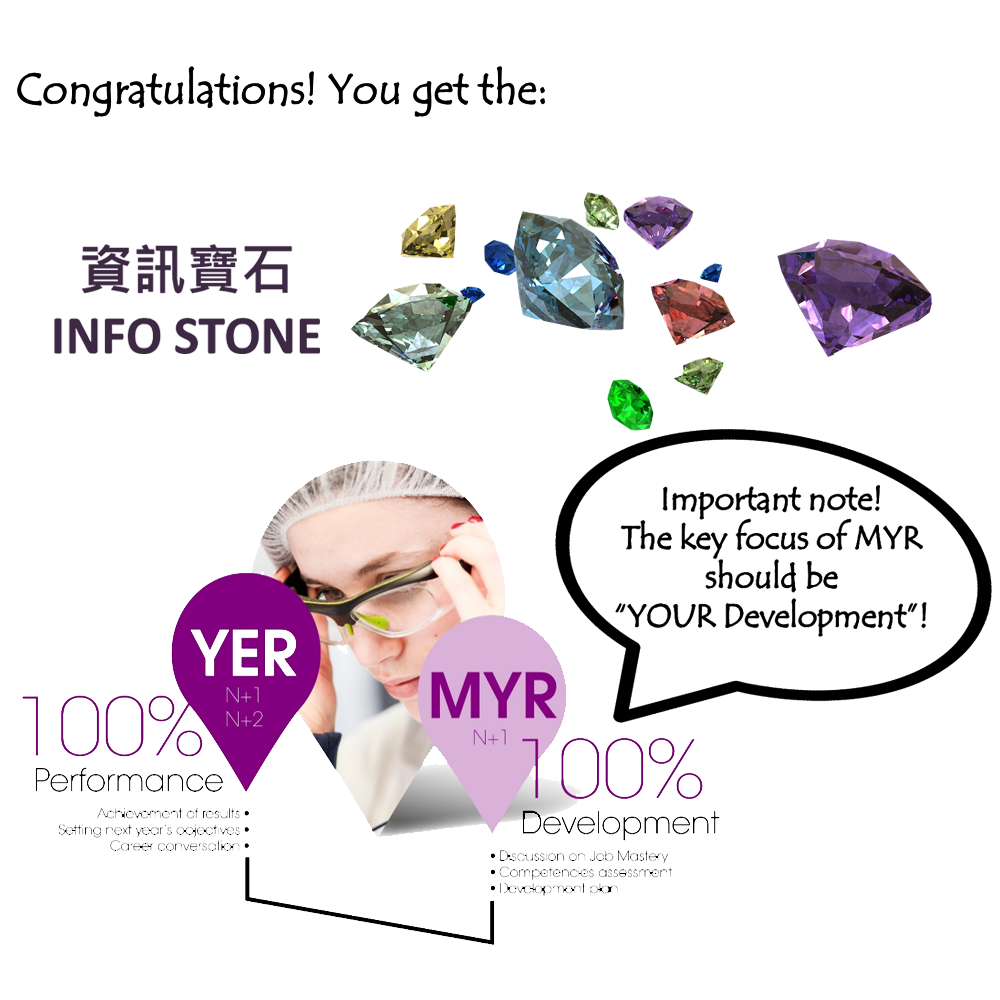 Congratulations! You get the:
資訊寶石
INFO STONE
Important note!
The key focus of MYR
should be
“YOUR Development”!
YER
N+1
N+2
100%
Performance
Achievement of results •
Setting next year's oojeotives •
Career conversation •
MYR
N+1
100%
Development
• Discussion on Job Mastery
• Competencies assessment
• Development plan